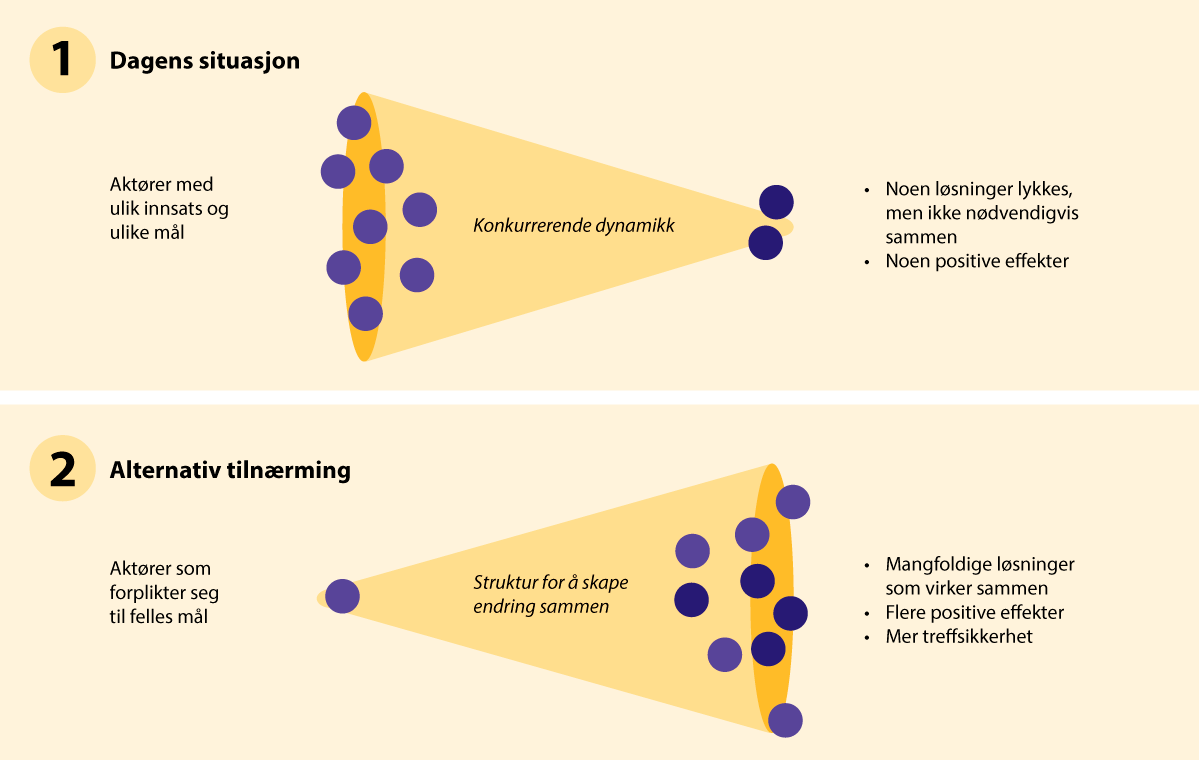 1
Dagens situasjon
Aktører med
ulik innsats og
ulike mål
Konkurrerende dynamikk
• Noen løsninger lykkes,
men ikke nødvendigvis
sammen
• Noen positive effekter
2
Alternativ tilnærming
Aktører som
forplikter seg
til felles mål
Struktur for å skape
endring sammen
• Mangfoldige løsninger
som virker sammen
• Flere positive effekter
• Mer treffsikkerhet